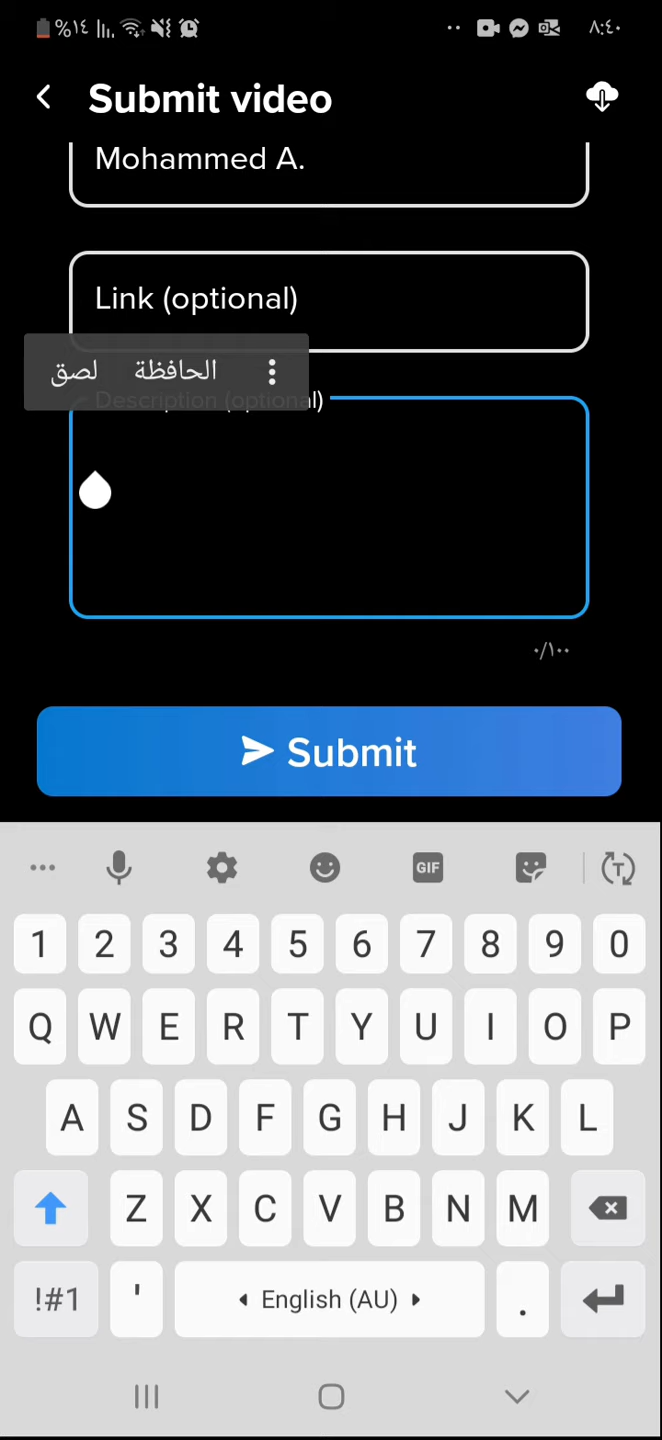 %١٤
٨:٤٠
Submit video
Mohammed A.
Link (optional)
لصق الحافظة
Description (optional)
٠/١٠٠
Submit
GIF
T
1 2 3 4 5 6 7 8 9 0
Q W E R T Y U I O P
A S D F G H J K L
Z X C V B N M
!#1 ' English (AU) .